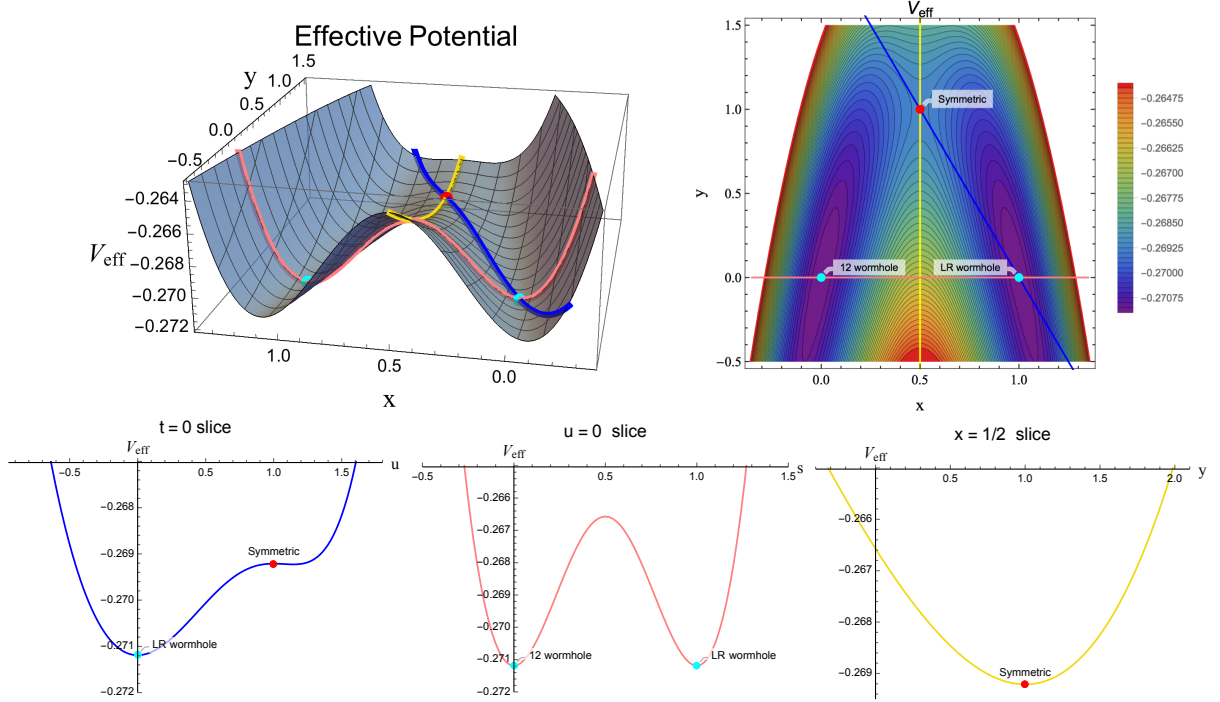 Effective Potential
y
1.5
1.0
0.5
0.0
−0.5
−0.264
−0.266
V_eff
−0.268
−0.270
−0.272
1.0
0.5
0.0
x
V_eff
1.5
1.0
0.5
0.0
−0.5
y
Symmetric
12 wormhole
LR wormhole
0.0
0.5
1.0
x
−0.26475
−0.26550
−0.26625
−0.26700
−0.26775
−0.26850
−0.26925
−0.27000
−0.27075
t = 0 slice
V_eff
−0.5
0.5
1.0
1.5
u
−0.268
−0.269
−0.270
−0.271
−0.272
Symmetric
LR wormhole
u = 0 slice
V_eff
−0.5
0.5
1.0
1.5
s
−0.266
−0.267
−0.268
−0.269
−0.270
−0.271
−0.272
12 wormhole
LR wormhole
x = 1/2 slice
V_eff
0.5
1.0
1.5
2.0
y
−0.266
−0.267
−0.268
−0.269
Symmetric